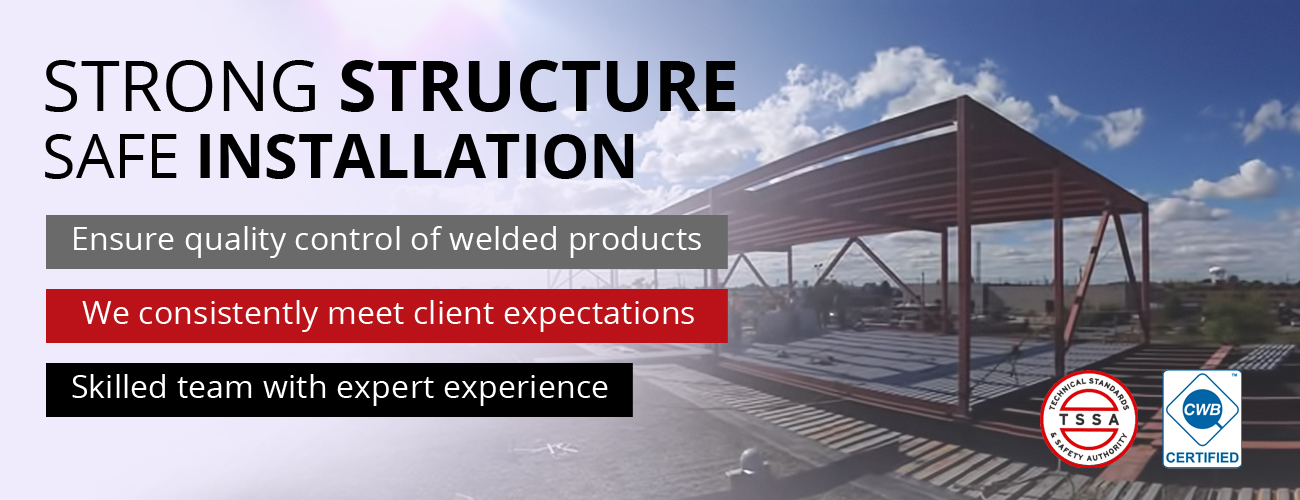 STRONG STRUCTURE
SAFE INSTALLATION
Ensure quality control of welded products
We consistently meet client expectations
Skilled team with expert experience
TECHNICAL STANDARDS
TSSA
& SAFETY AUTHORITY
CWB
™
CERTIFIED